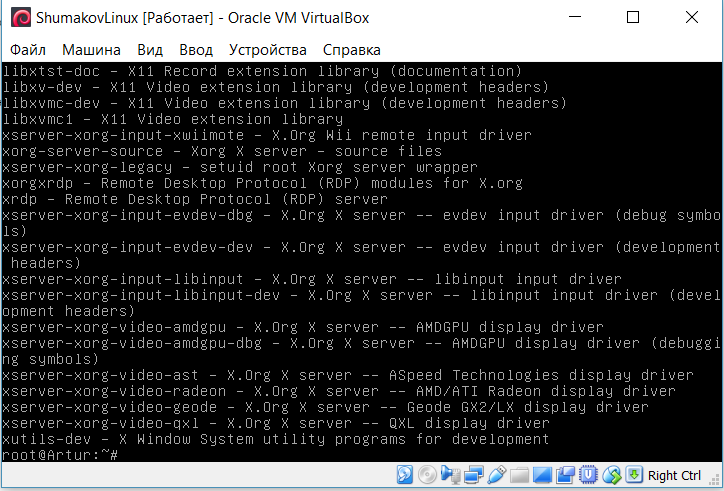 ShumakovLinux [Работает] - Oracle VM VirtualBox
Файл Машина Вид Ввод Устройства Справка
libxtst-doc - X11 Record extension library (documentation)
libxv-dev - X11 Video extension library (development headers)
libxvmc-dev - X11 Video extension library (development headers)
libxvmc1 - X11 Video extension library
xserver-xorg-input-xwiimote - X.Org Wii remote input driver
xorg-server-source - Xorg X server - source files
xserver-xorg-legacy - setuid root Xorg server wrapper
xorgxrdp - Remote Desktop Protocol (RDP) modules for X.org
xrdp - Remote Desktop Protocol (RDP) server
xserver-xorg-input-evdev-dbg - X.Org X server -- evdev input driver (debug symbo
ls)
xserver-xorg-input-evdev-dev - X.Org X server -- evdev input driver (development
headers)
xserver-xorg-input-libinput - X.Org X server -- libinput input driver
xserver-xorg-input-libinput-dev - X.Org X server -- libinput input driver (devel
opment headers)
xserver-xorg-video-amdgpu - X.Org X server -- AMDGPU display driver
xserver-xorg-video-amdgpu-dbg - X.Org X server -- AMDGPU display driver (debuggi
ng symbols)
xserver-xorg-video-ast - X.Org X server -- ASpeed Technologies display driver
xserver-xorg-video-radeon - X.Org X server -- AMD/ATI Radeon display driver
xserver-xorg-video-geode - X.Org X server -- Geode GX2/LX display driver
xserver-xorg-video-qxl - X.Org X server -- QXL display driver
xutils-dev - X Window System utility programs for development
root@Artur:~#
Right Ctrl